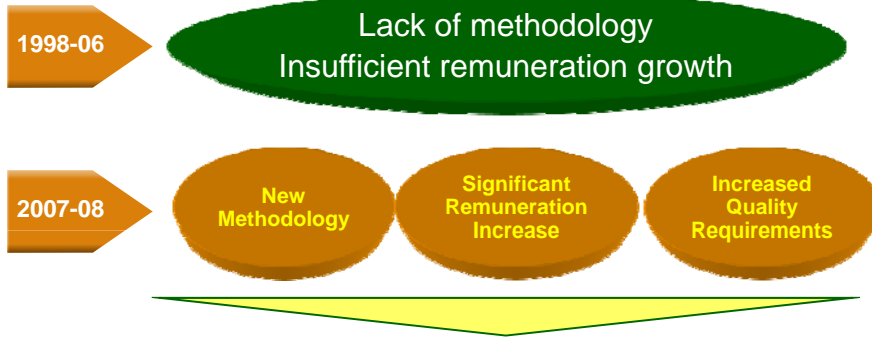 1998-06
Lack of methodology
Insufficient remuneration growth
2007-08
New
Methodology
Significant
Remuneration
Increase
Increased
Quality
Requirements